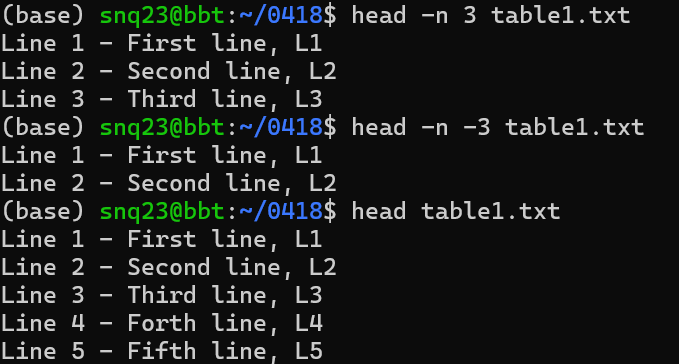 (base) snq23@bbt:~/0418$ head -n 3 table1.txt
Line 1 - First line, L1
Line 2 - Second line, L2
Line 3 - Third line, L3
(base) snq23@bbt:~/0418$ head -n -3 table1.txt
Line 1 - First line, L1
Line 2 - Second line, L2
(base) snq23@bbt:~/0418$ head table1.txt
Line 1 - First line, L1
Line 2 - Second line, L2
Line 3 - Third line, L3
Line 4 - Forth line, L4
Line 5 - Fifth line, L5